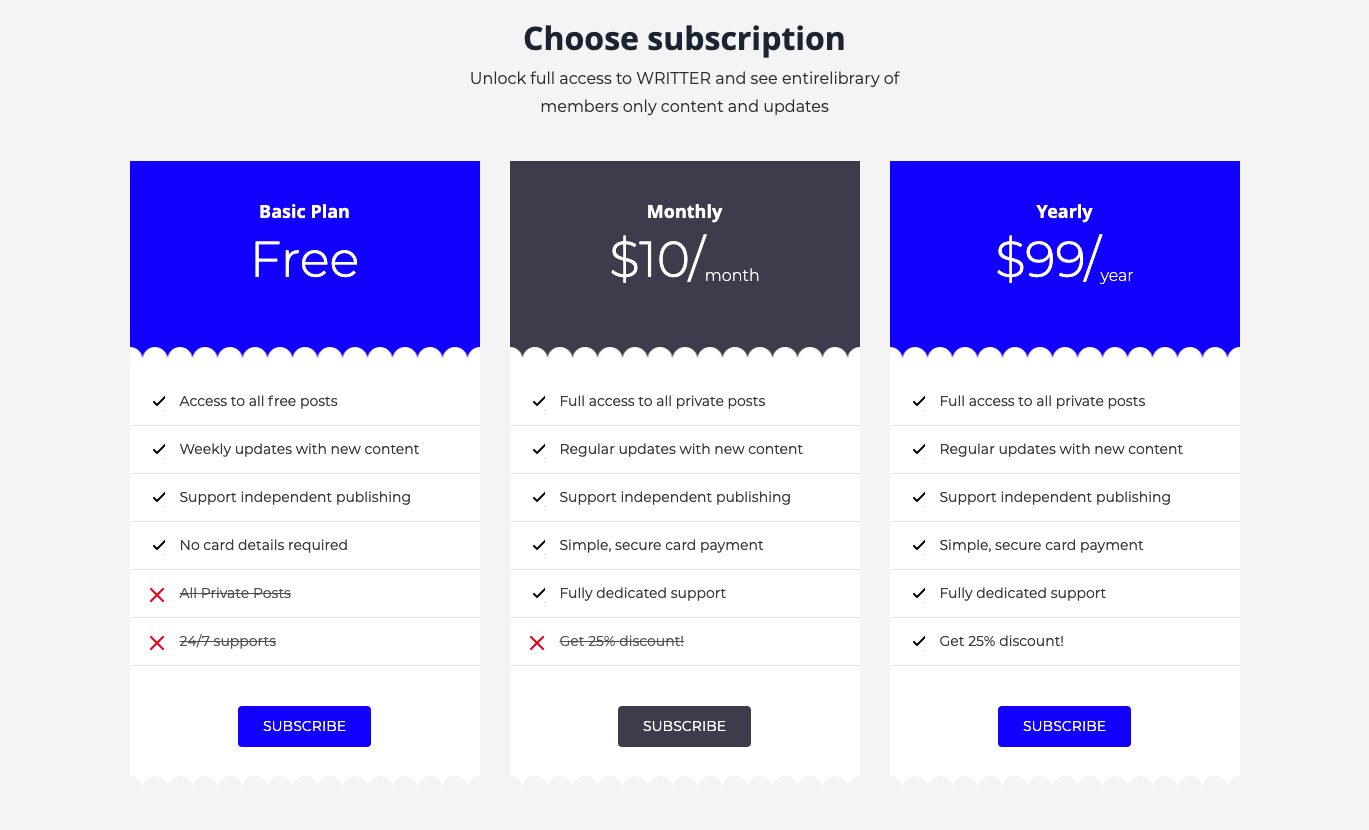 Choose subscription
Unlock full access to WRITTER and see entirelibrary of
members only content and updates
Basic Plan
Free
Access to all free posts
Weekly updates with new content
Support independent publishing
No card details required
All Private Posts
24/7 supports
SUBSCRIBE
Monthly
$10/month
Full access to all private posts
Regular updates with new content
Support independent publishing
Simple, secure card payment
Fully dedicated support
Get 25% discount!
SUBSCRIBE
Yearly
$99/year
Full access to all private posts
Regular updates with new content
Support independent publishing
Simple, secure card payment
Fully dedicated support
Get 25% discount!
SUBSCRIBE